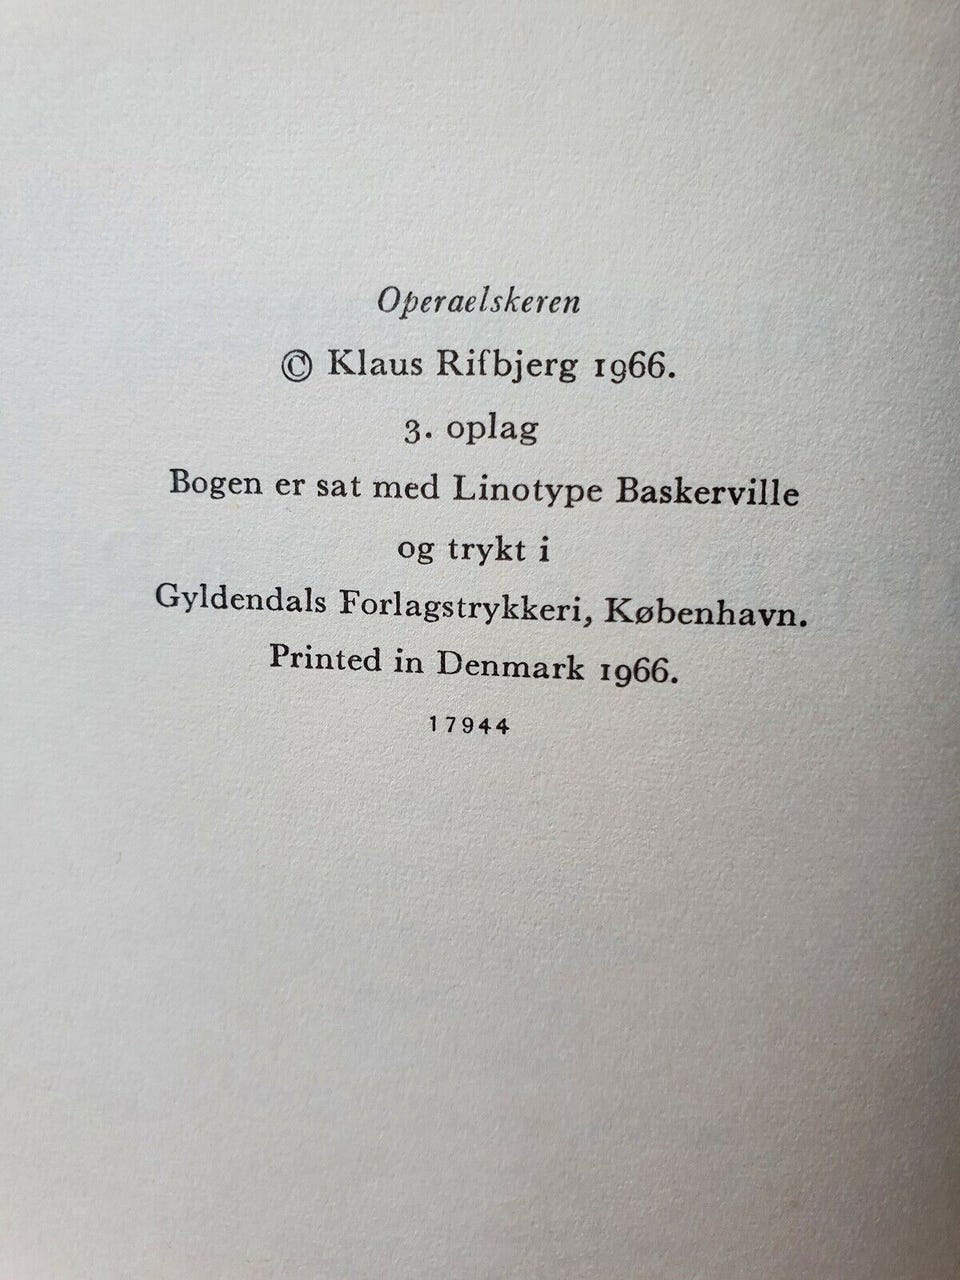 Operaelskeren
© Klaus Rifbjerg 1966.
3. oplag
Bogen er sat med Linotype Baskerville
og trykt i
Gyldendals Forlagstrykkeri, København.
Printed in Denmark 1966.
17944